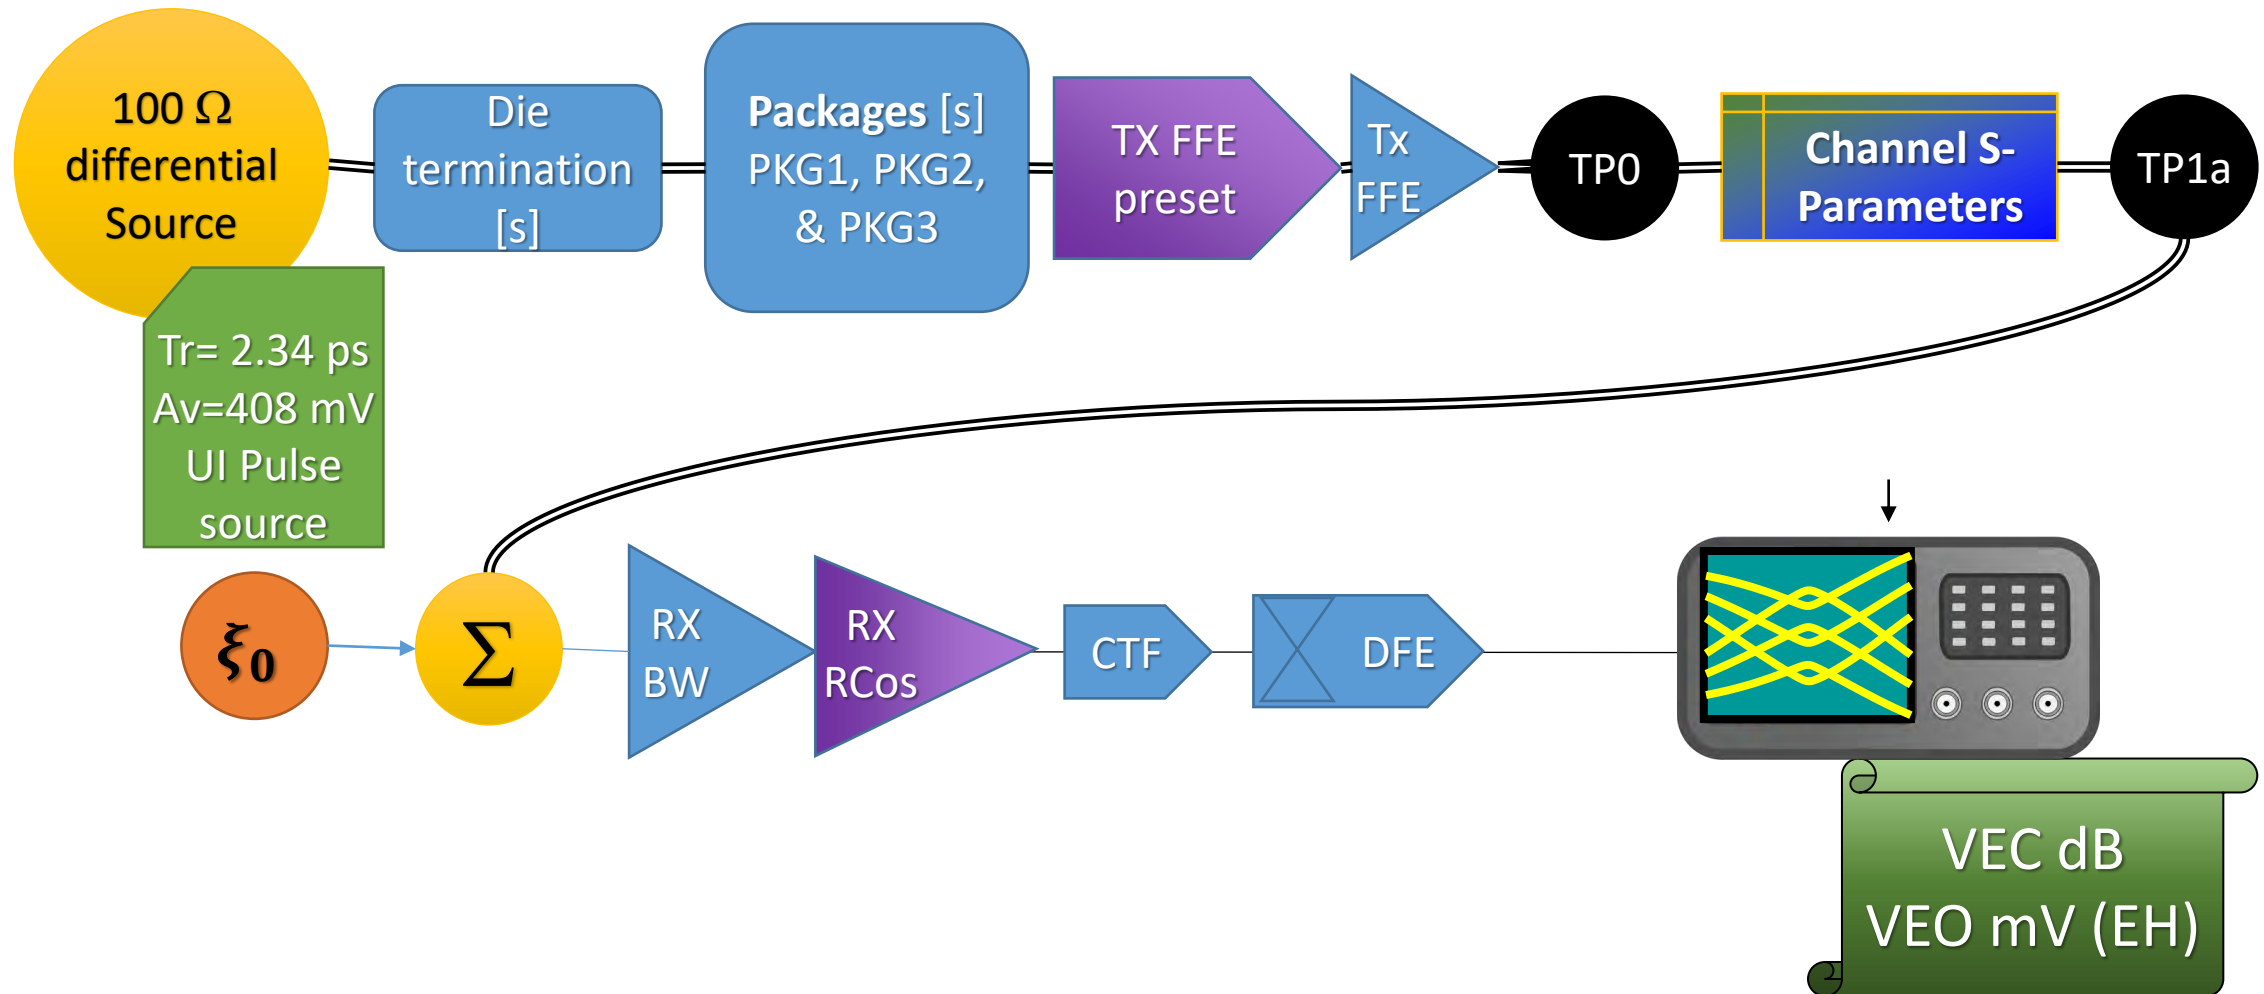 100 Ω
differential
Source
Die
termination
[s]
Packages [s]
PKG1, PKG2,
& PKG3
TX FFE
preset
Tx
FFE
TP0
Channel S-
Parameters
TP1a
Tr= 2.34 ps
Av=408 mV
UI Pulse
source
ξ0
Σ
RX
BW
RX
RCos
CTF
DFE
VEC dB
VEO mV (EH)